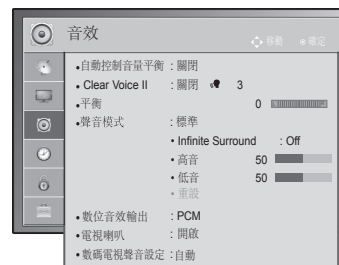 音效
移動 確定
•自動控制音量平衡 : 關閉
• Clear Voice II : 關閉 3
•平衡 0
•聲音模式 : 標準
• Infinite Surround : Off
• 高音 50
• 低音 50
• 重設
• 數位音效輸出 : PCM
• 電視喇叭 : 開啟
• 數碼電視聲音設定 : 自動